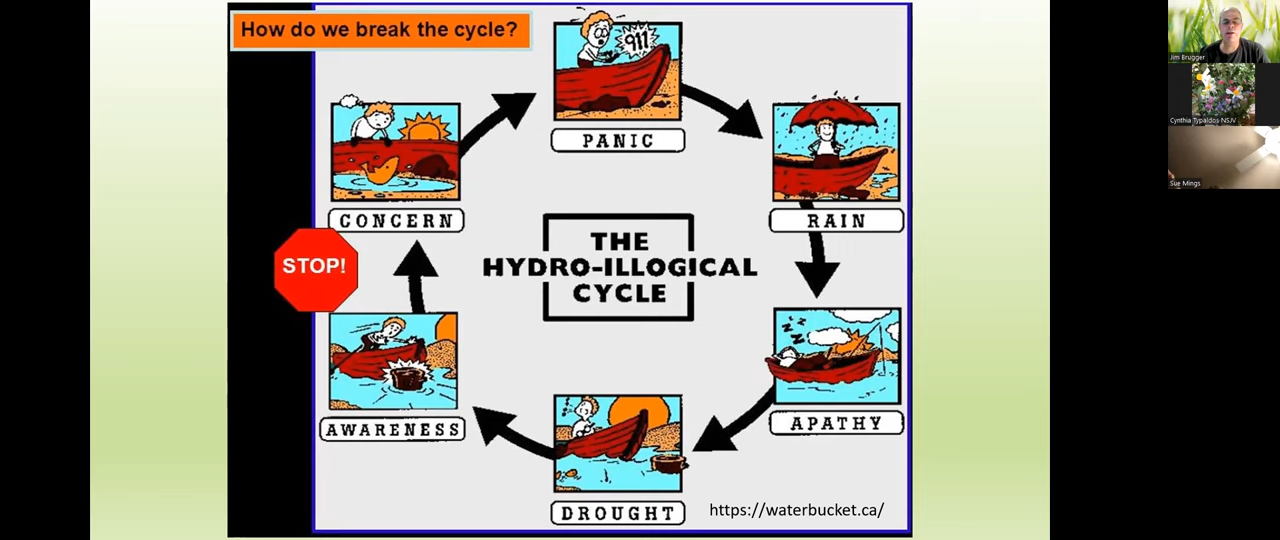 How do we break the cycle?
911
PANIC
CONCERN
RAIN
STOP!
THE
HYDRO-ILLOGICAL
CYCLE
AWARENESS
APATHY
DROUGHT
https://waterbucket.ca/
zzz
Jim Brugger
Cynthia Typaldos NSJV
Sue Mings